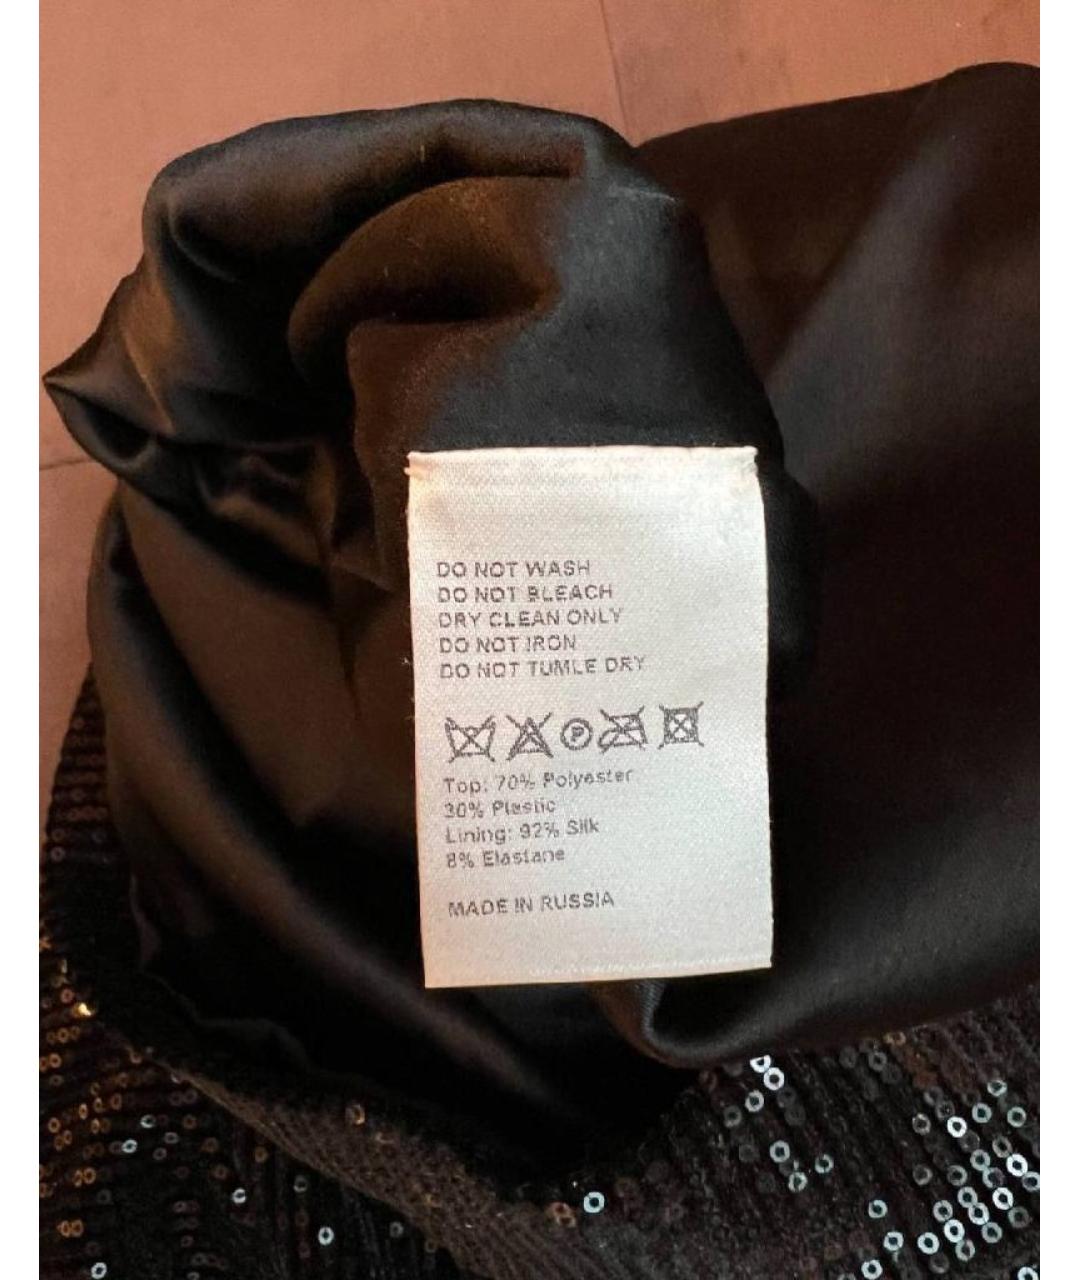 DO NOT WASH
DO NOT BLEACH
DRY CLEAN ONLY
DO NOT IRON
DO NOT TUMLE DRY
P
Top: 70% Polyester
30% Plastic
Lining: 92% Silk
8% Elastane
MADE IN RUSSIA